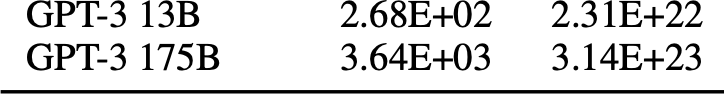 GPT-3 13B 2.68E+02 2.31E+22
GPT-3 175B 3.64E+03 3.14E+23